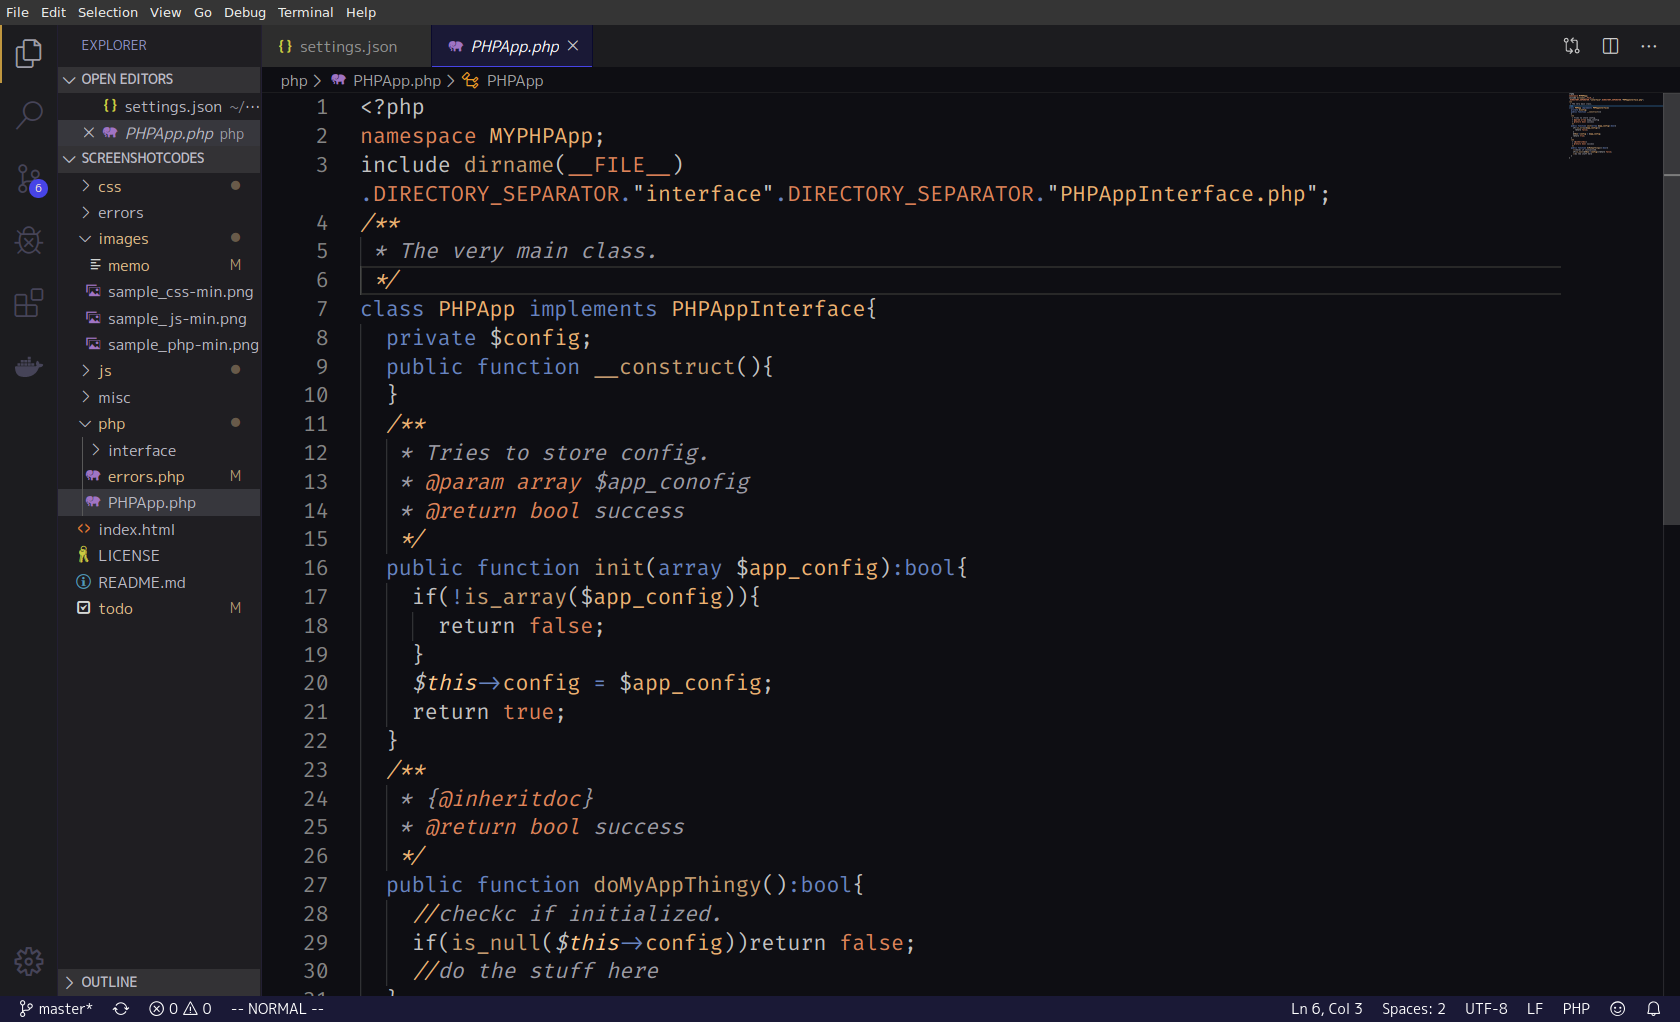 File Edit Selection View Go Debug Terminal Help
EXPLORER
OPEN EDITORS
{} settings.json ~/···
× PHPApp.php php
SCREENSHOTCODES
css
errors
images
memo M
sample_css-min.png
sample_js-min.png
sample_php-min.png
js
misc
php
interface
errors.php M
PHPApp.php
<> index.html
LICENSE
README.md
todo M
OUTLINE
6
{} settings.json
PHPApp.php ×
php > PHPApp.php > PHPApp
1 <?php
2 namespace MYPHPApp;
3 include dirname(__FILE__)
.DIRECTORY_SEPARATOR."interface".DIRECTORY_SEPARATOR."PHPAppInterface.php";
4 /**
5 * The very main class.
6 */
7 class PHPApp implements PHPAppInterface{
8 private $config;
9 public function __construct(){
10 }
11 /**
12 * Tries to store config.
13 * @param array $app_conofig
14 * @return bool success
15 */
16 public function init(array $app_config):bool{
17 if(!is_array($app_config)){
18 return false;
19 }
20 $this->config = $app_config;
21 return true;
22 }
23 /**
24 * {@inheritdoc}
25 * @return bool success
26 */
27 public function doMyAppThingy():bool{
28 //checkc if initialized.
29 if(is_null($this->config))return false;
30 //do the stuff here
31 }
master* 0 0 -- NORMAL -- Ln 6, Col 3 Spaces: 2 UTF-8 LF PHP